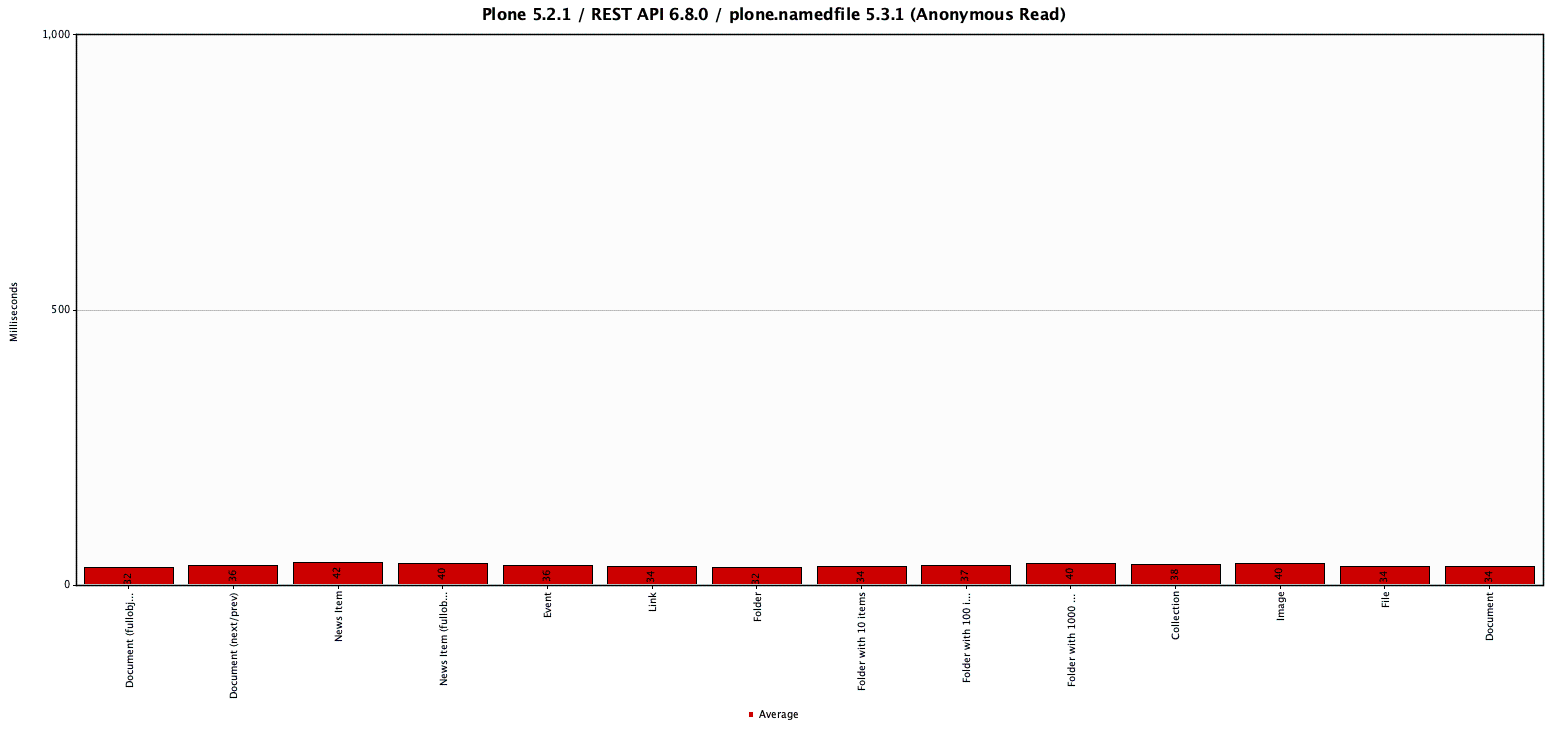 Plone 5.2.1 / REST API 6.8.0 / plone.namedfile 5.3.1 (Anonymous Read)
1,000
500
0
Milliseconds
32
36
42
40
36
34
32
34
37
40
38
40
34
34
Document (fullobj...
Document (next/prev)
News Item
News Item (fullob...
Event
Link
Folder
Folder with 10 items
Folder with 100 i...
Folder with 1000 ...
Collection
Image
File
Document
Average